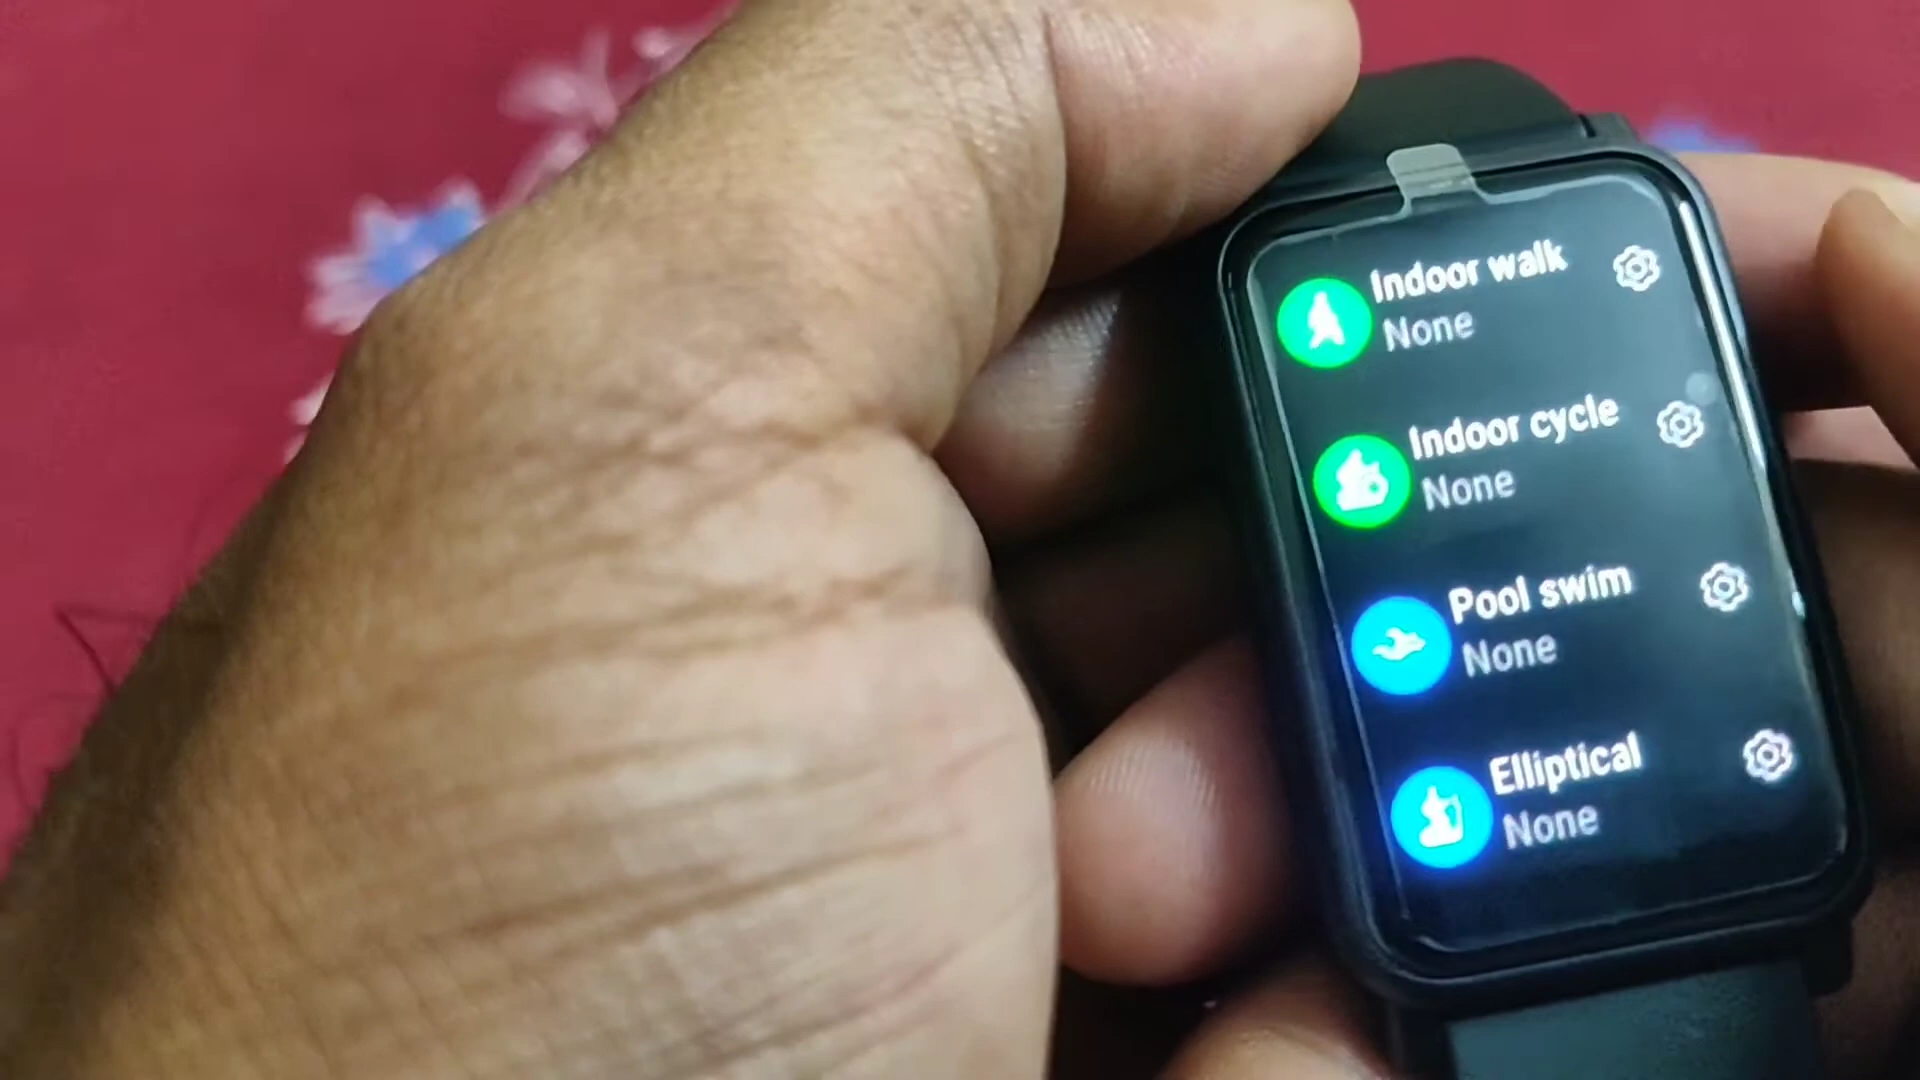 Indoor walk
None
Indoor cycle
None
Pool swim
None
Elliptical
None